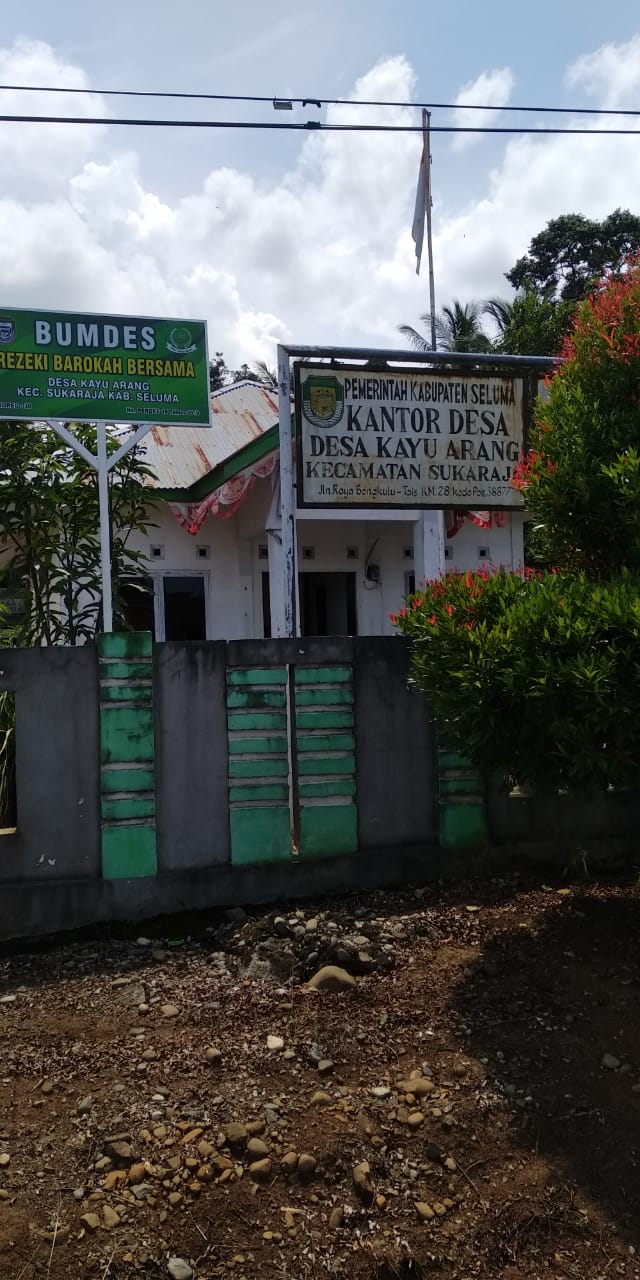 BUMDES
REZEKI BAROKAH BERSAMA
DESA KAYU ARANG
KEC. SUKARAJA KAB. SELUMA
PEMERINTAH KABUPATEN SELUMA
KANTOR DESA
DESA KAYU ARANG
KECAMATAN SUKARAJA
Jln.Raya Bengkulu-Tais KM.28 kode Pos.38877